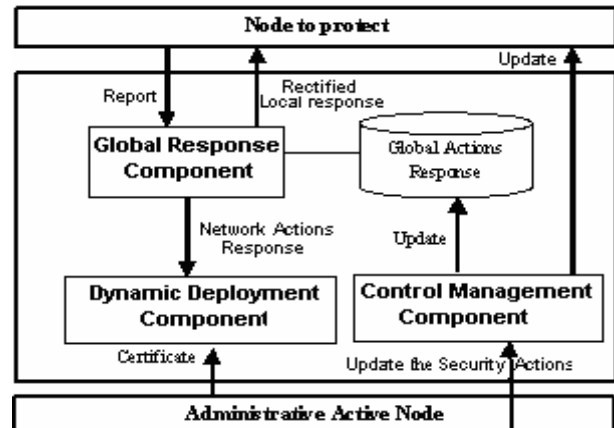 Node to protect
Update
Report
Rectified
Local response
Global Response
Component
Global Actions
Response
Network Actions
Response
Update
Dynamic Deployment
Component
Control Management
Component
Certificate
Update the Security Actions
Administrative Active Node